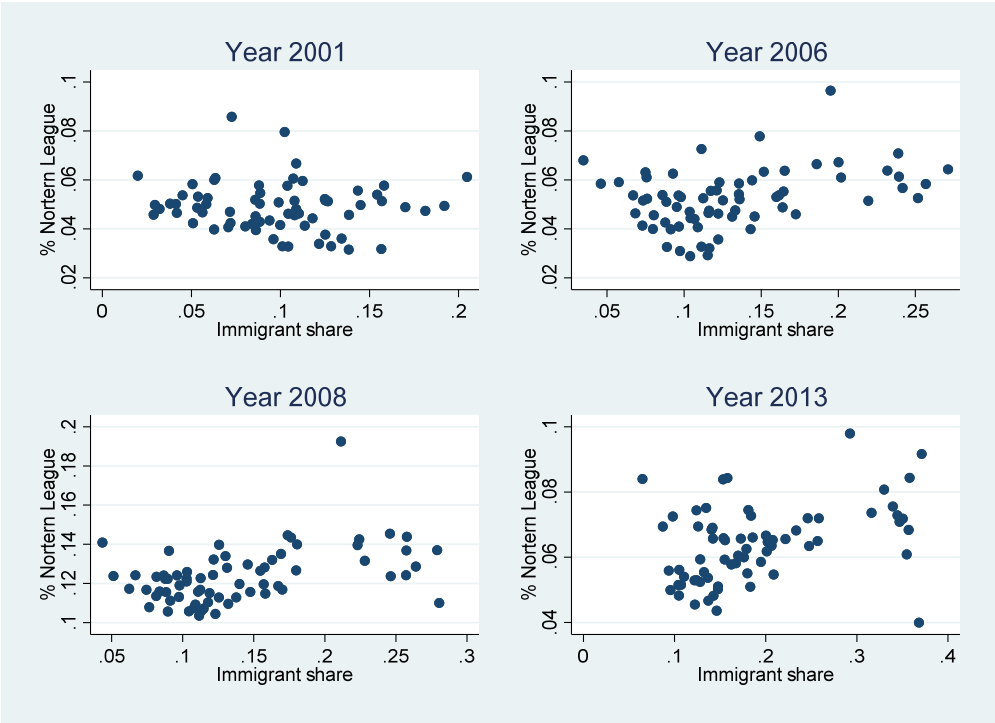 Year 2001
% Nortern League
.1
.08
.06
.04
.02
0 .05 .1 .15 .2
Immigrant share
Year 2006
% Nortern League
.1
.08
.06
.04
.02
.05 .1 .15 .2 .25
Immigrant share
Year 2008
% Nortern League
.2
.18
.16
.14
.12
.1
.05 .1 .15 .2 .25 .3
Immigrant share
Year 2013
% Nortern League
.1
.08
.06
.04
0 .1 .2 .3 .4
Immigrant share